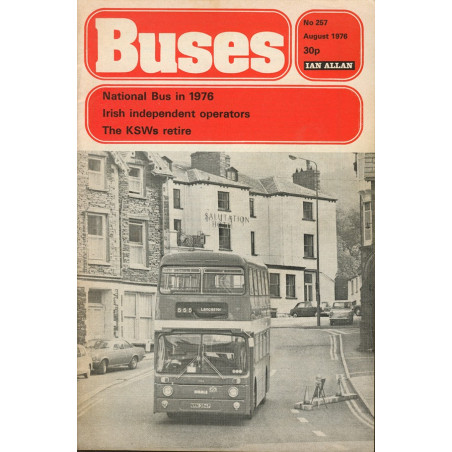 Buses
No 257
August 1976
30p
IAN ALLAN
National Bus in 1976
Irish independent operators
The KSWs retire
SALUTATION
555